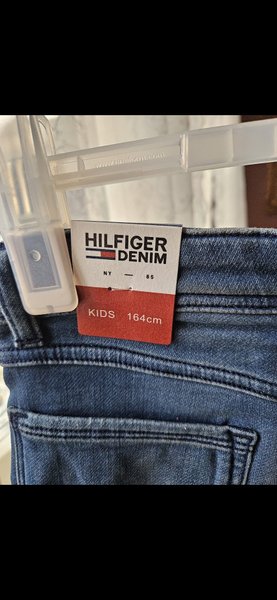 HILFIGER
DENIM
NY — 85
KIDS 164cm